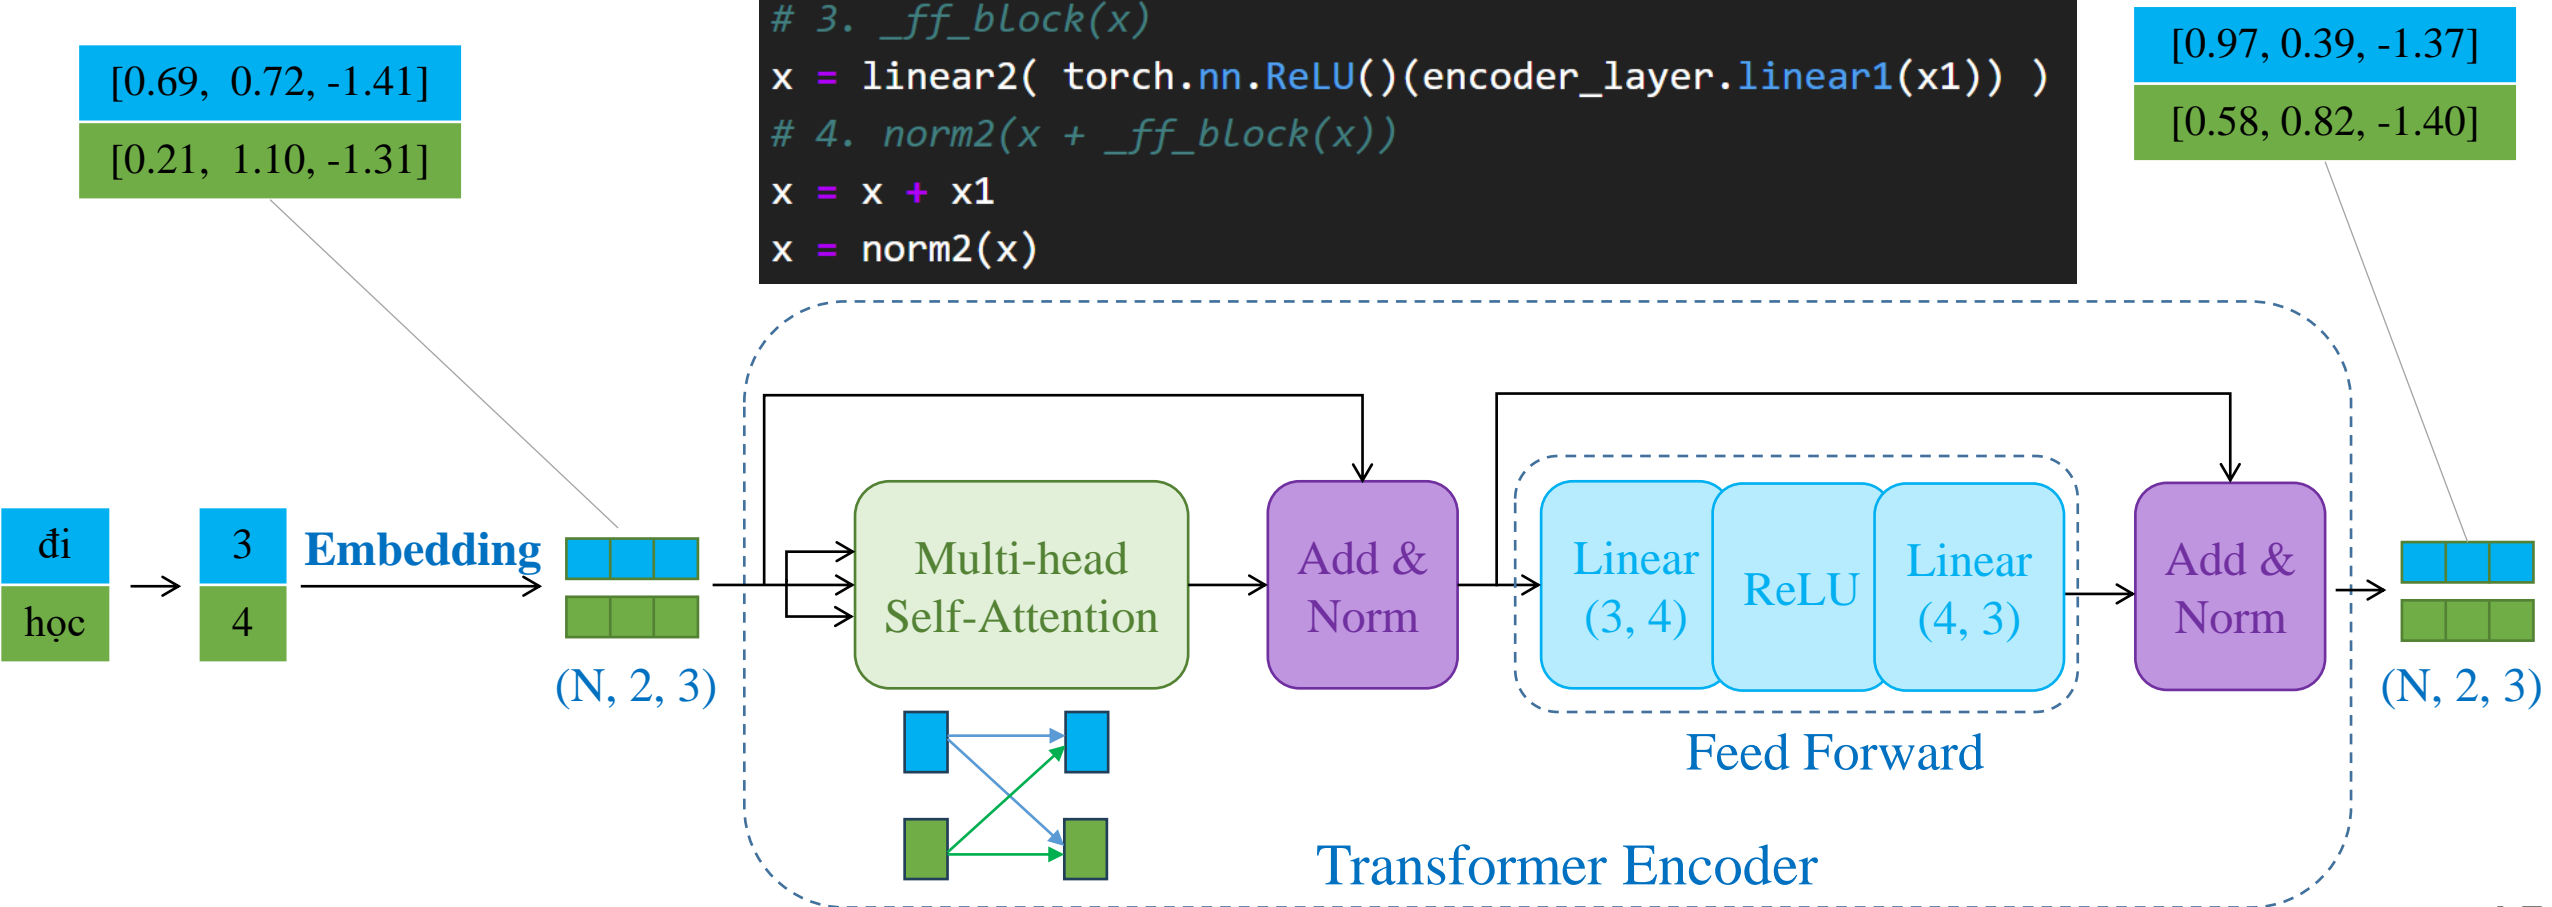 # 3. _ff_block(x)
x = linear2( torch.nn.ReLU()(encoder_layer.linear1(x1)) )
# 4. norm2(x + _ff_block(x))
x = x + x1
x = norm2(x)
[0.69,  0.72, -1.41]
[0.21,  1.10, -1.31]
[0.97, 0.39, -1.37]
[0.58, 0.82, -1.40]
đi
học
3
4
Embedding
(N, 2, 3)
Multi-head
Self-Attention
Add &
Norm
Linear
(3, 4)
ReLU
Linear
(4, 3)
Add &
Norm
(N, 2, 3)
Feed Forward
Transformer Encoder